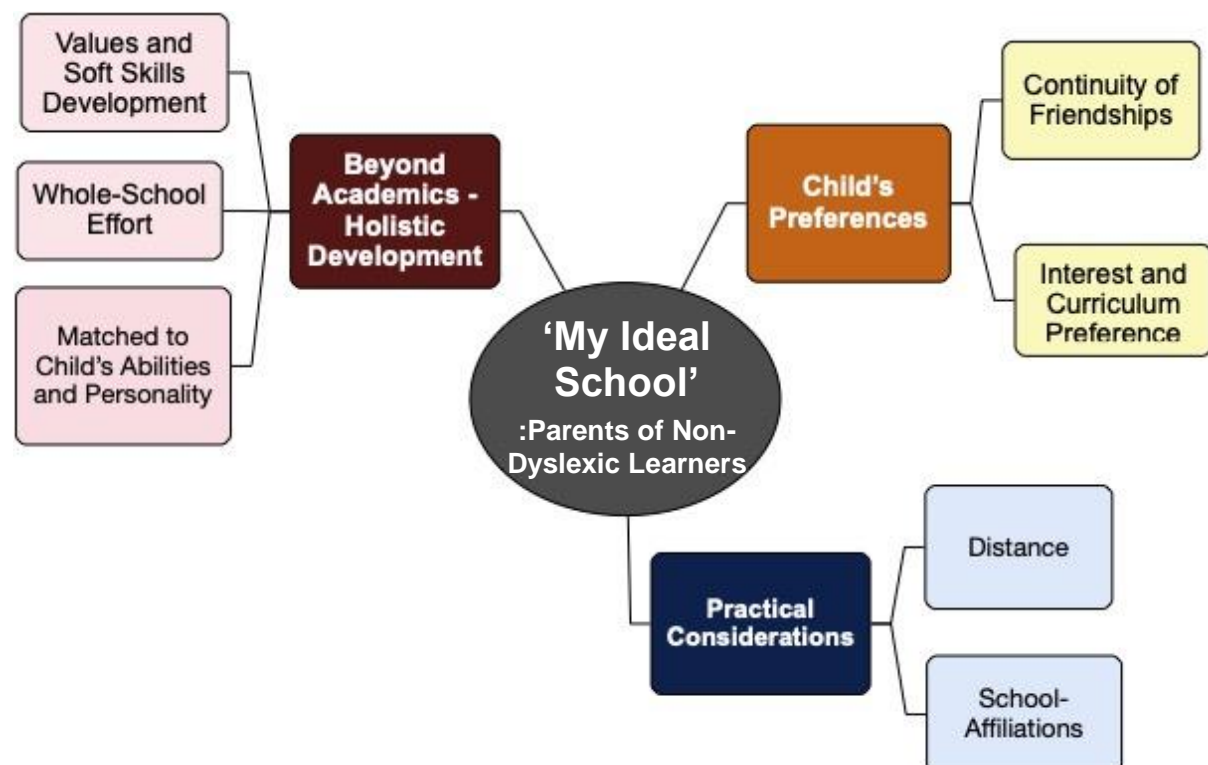 Values and
Soft Skills
Development
Whole-School
Effort
Matched to
Child's Abilities
and Personality
Beyond
Academics -
Holistic
Development
Child's
Preferences
Continuity of
Friendships
Interest and
Curriculum
Preference
‘My Ideal
School’
:Parents of Non-
Dyslexic Learners
Practical
Considerations
Distance
School-
Affiliations